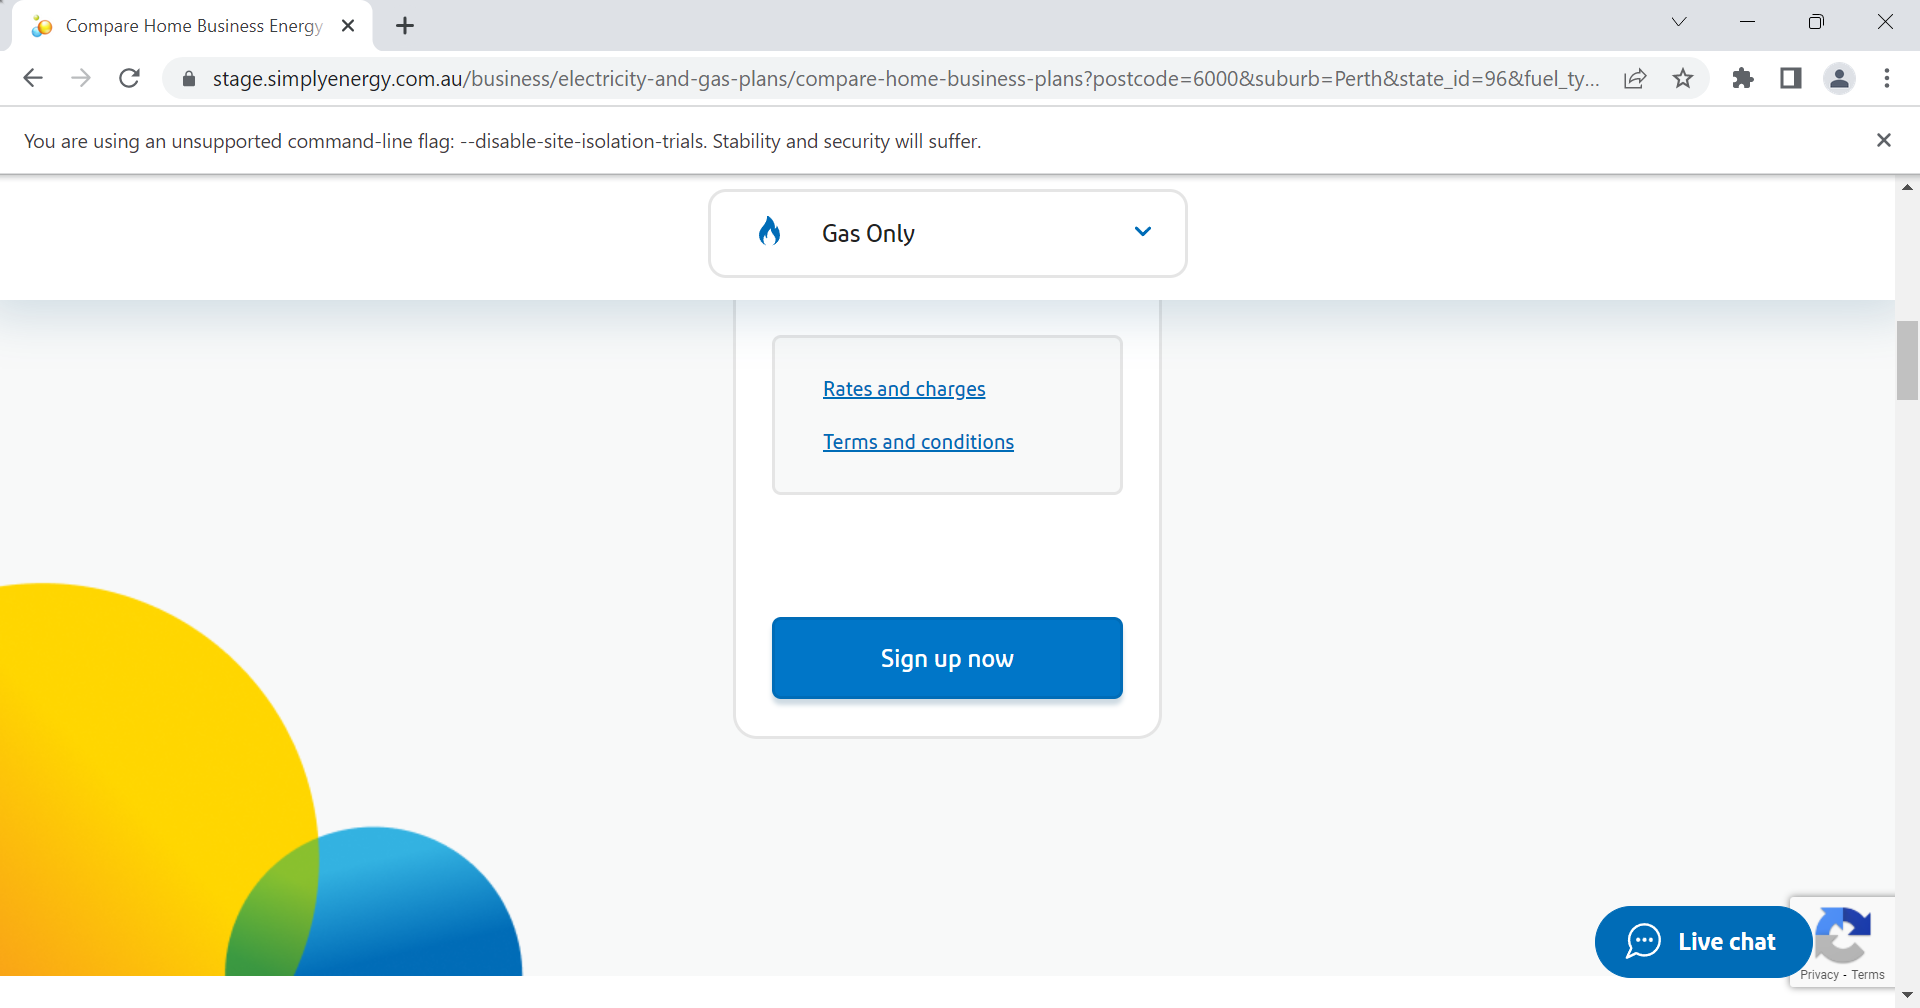 Compare Home Business Energy
stage.simplyenergy.com.au/business/electricity-and-gas-plans/compare-home-business-plans?postcode=6000&suburb=Perth&state_id=96&fuel_ty...
You are using an unsupported command-line flag: --disable-site-isolation-trials. Stability and security will suffer.
Gas Only
Rates and charges
Terms and conditions
Sign up now
Live chat
Privacy - Terms